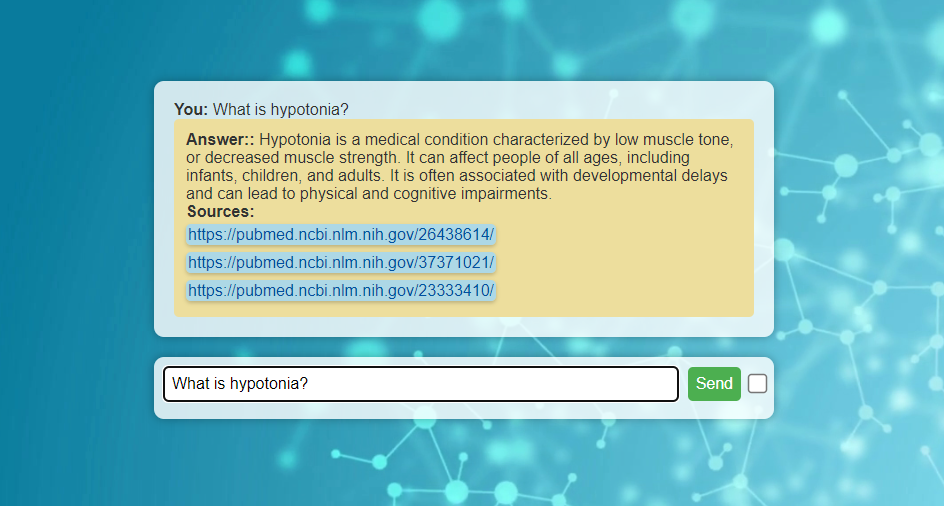 You: What is hypotonia?
Answer:: Hypotonia is a medical condition characterized by low muscle tone,
or decreased muscle strength. It can affect people of all ages, including
infants, children, and adults. It is often associated with developmental delays
and can lead to physical and cognitive impairments.
Sources:
https://pubmed.ncbi.nlm.nih.gov/26438614/
https://pubmed.ncbi.nlm.nih.gov/37371021/
https://pubmed.ncbi.nlm.nih.gov/23333410/
What is hypotonia? Send